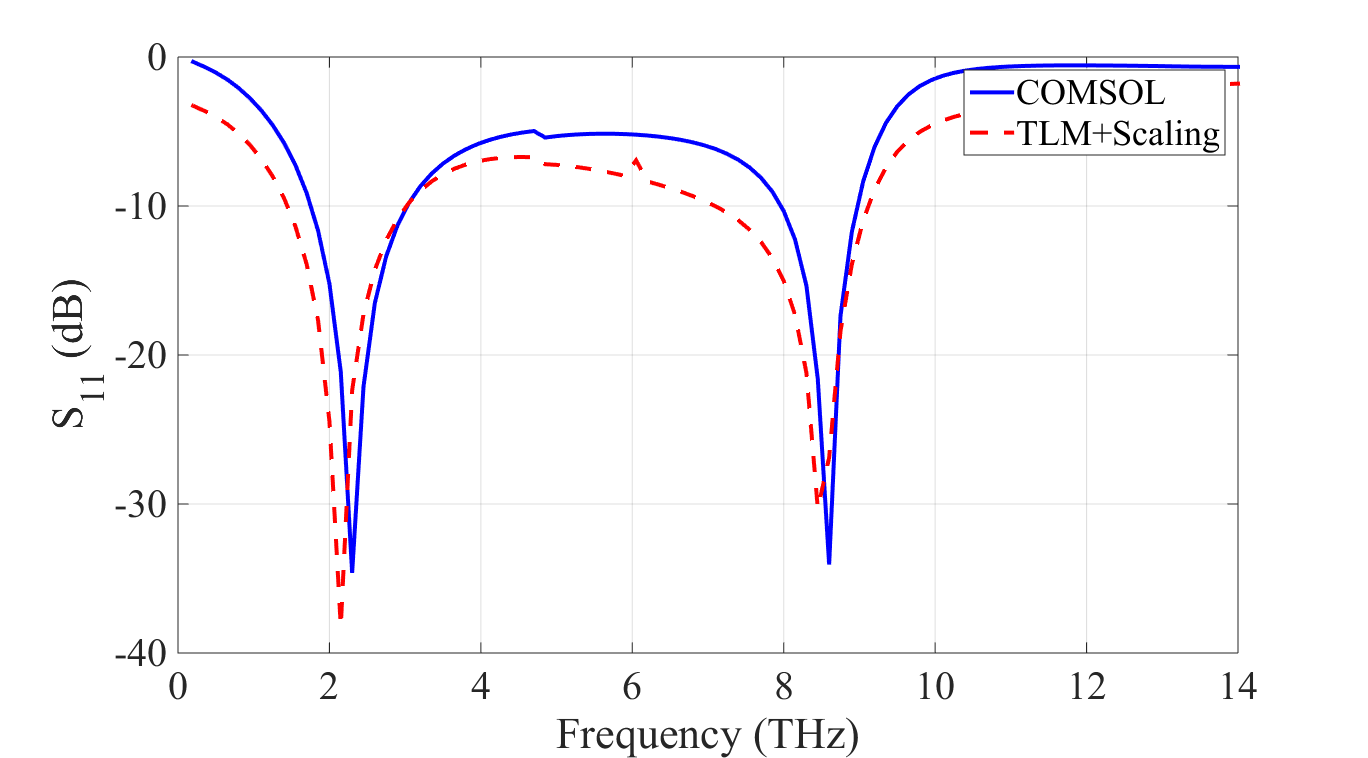 0
-10
-20
-30
-40
S11 (dB)
COMSOL
TLM+Scaling
0 2 4 6 8 10 12 14
Frequency (THz)